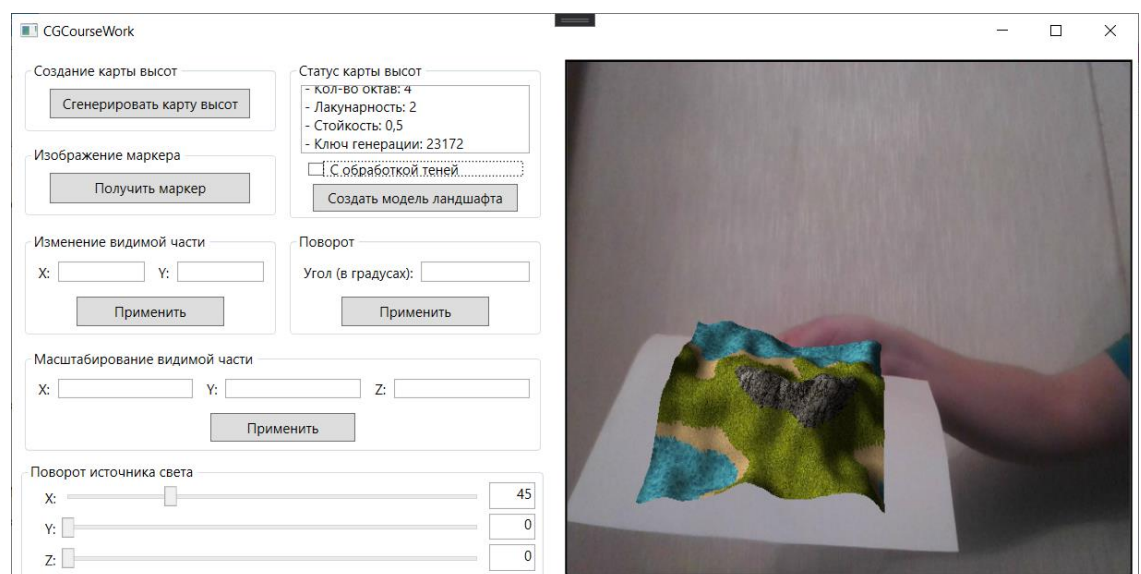 CGCourseWork
Создание карты высот
Сгенерировать карту высот
Изображение маркера
Получить маркер
Статус карты высот
- Кол-во октав: 4
- Лакунарность: 2
- Стойкость: 0,5
- Ключ генерации: 23172
С обработкой теней
Создать модель ландшафта
Изменение видимой части
X: Y:
Применить
Поворот
Угол (в градусах):
Применить
Масштабирование видимой части
X: Y: Z:
Применить
Поворот источника света
X: 45
Y: 0
Z: 0